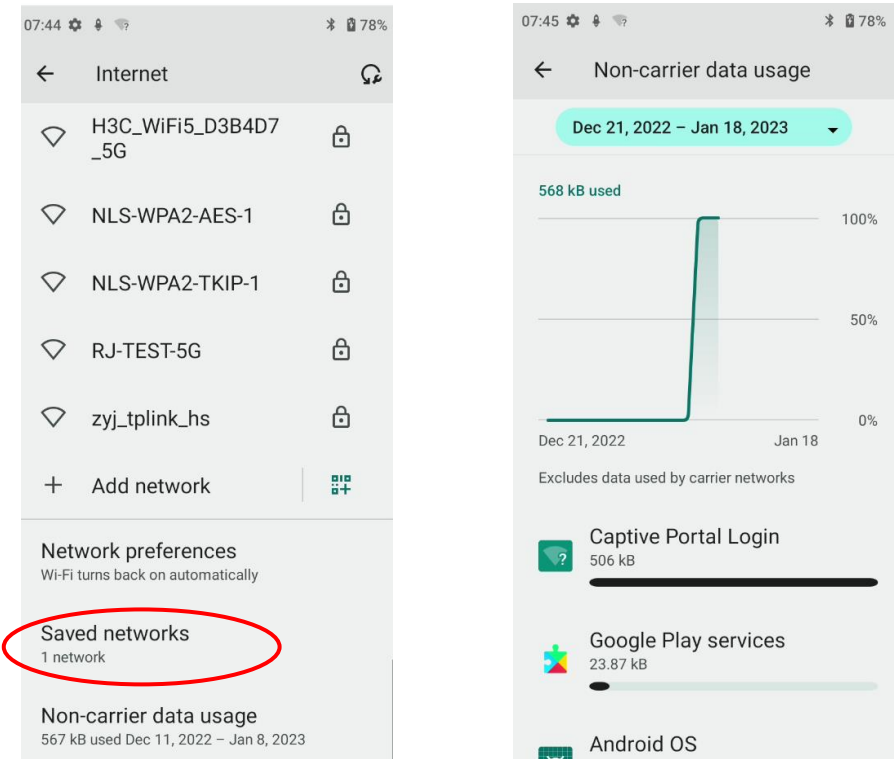 07:44
78%
Internet
H3C_WiFi5_D3B4D7
_5G
NLS-WPA2-AES-1
NLS-WPA2-TKIP-1
RJ-TEST-5G
zyj_tplink_hs
Add network
Network preferences
Wi-Fi turns back on automatically
Saved networks
1 network
Non-carrier data usage
567 kB used Dec 11, 2022 – Jan 8, 2023
07:45
78%
Non-carrier data usage
Dec 21, 2022 – Jan 18, 2023
568 kB used
100%
50%
0%
Dec 21, 2022 Jan 18
Excludes data used by carrier networks
Captive Portal Login
506 kB
Google Play services
23.87 kB
Android OS